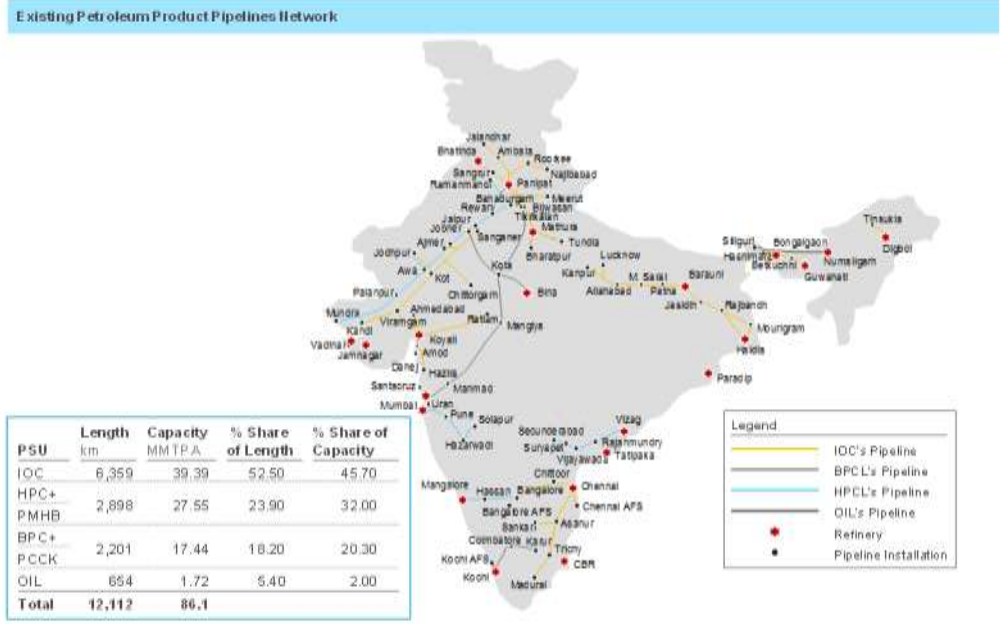 Existing Petroleum Product Pipelines Network
Jalandhar
Bhatinda
Ambala
Roorkee
Sangrur
Najibabad
Ramanmandi
Panipat
Meerut
Rewary
Bijwasan
Tikrikalan
Jaipur
Mathura
Jobner
Sanganer
Tundla
Ajmer
Bharatpur
Jodhpur
Lucknow
Kota
Awa
Kot
Kanpur
Barauni
Bina
Allahabad
Patna
Chittorgarh
Palanpur
Jasidih
Rajbandh
Mundra
Ahmedabad
Viramgam
Ratlam
Manglya
Mourigram
Kandl
Vadinar
Koyali
Haldia
Jamnagar
Amod
Dahej
Hazira
Paradip
Santacruz
Manmad
Mumbai
Uran
Pune
Solapur
Hazarwadi
Siliguri
Bongaigaon
Tinsukia
Digboi
Numaligarh
Betkuchhi
Guwahati
Secunderabad
Vizag
Suryapet
Rajahmundry
Vijayawada
Tatipaka
Chittoor
Mangalore
Hassan
Bangalore
Chennai
Bangalore AFS
Chennai AFS
Sankari
Asanur
Coimbatore
Karur
Trichy
Kochi AFS
CBR
Kochi
Madurai
PSU Length km Capacity MMTPA % Share of Length % Share of Capacity
IOC 6,359 39.39 52.50 45.70
HPC+ PMHB 2,898 27.55 23.90 32.00
BPC+ PCCK 2,201 17.44 18.20 20.30
OIL 654 1.72 5.40 2.00
Total 12,112 86.1
Legend
IOC's Pipeline
BPCL's Pipeline
HPCL's Pipeline
OIL's Pipeline
Refinery
Pipeline Installation